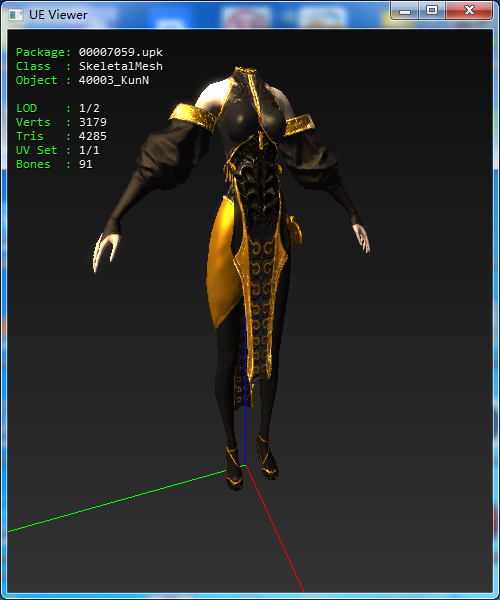 UE Viewer
Package: 00007059.upk
Class : SkeletalMesh
Object : 40003_KunN
LOD : 1/2
Verts : 3179
Tris : 4285
UV Set : 1/1
Bones : 91